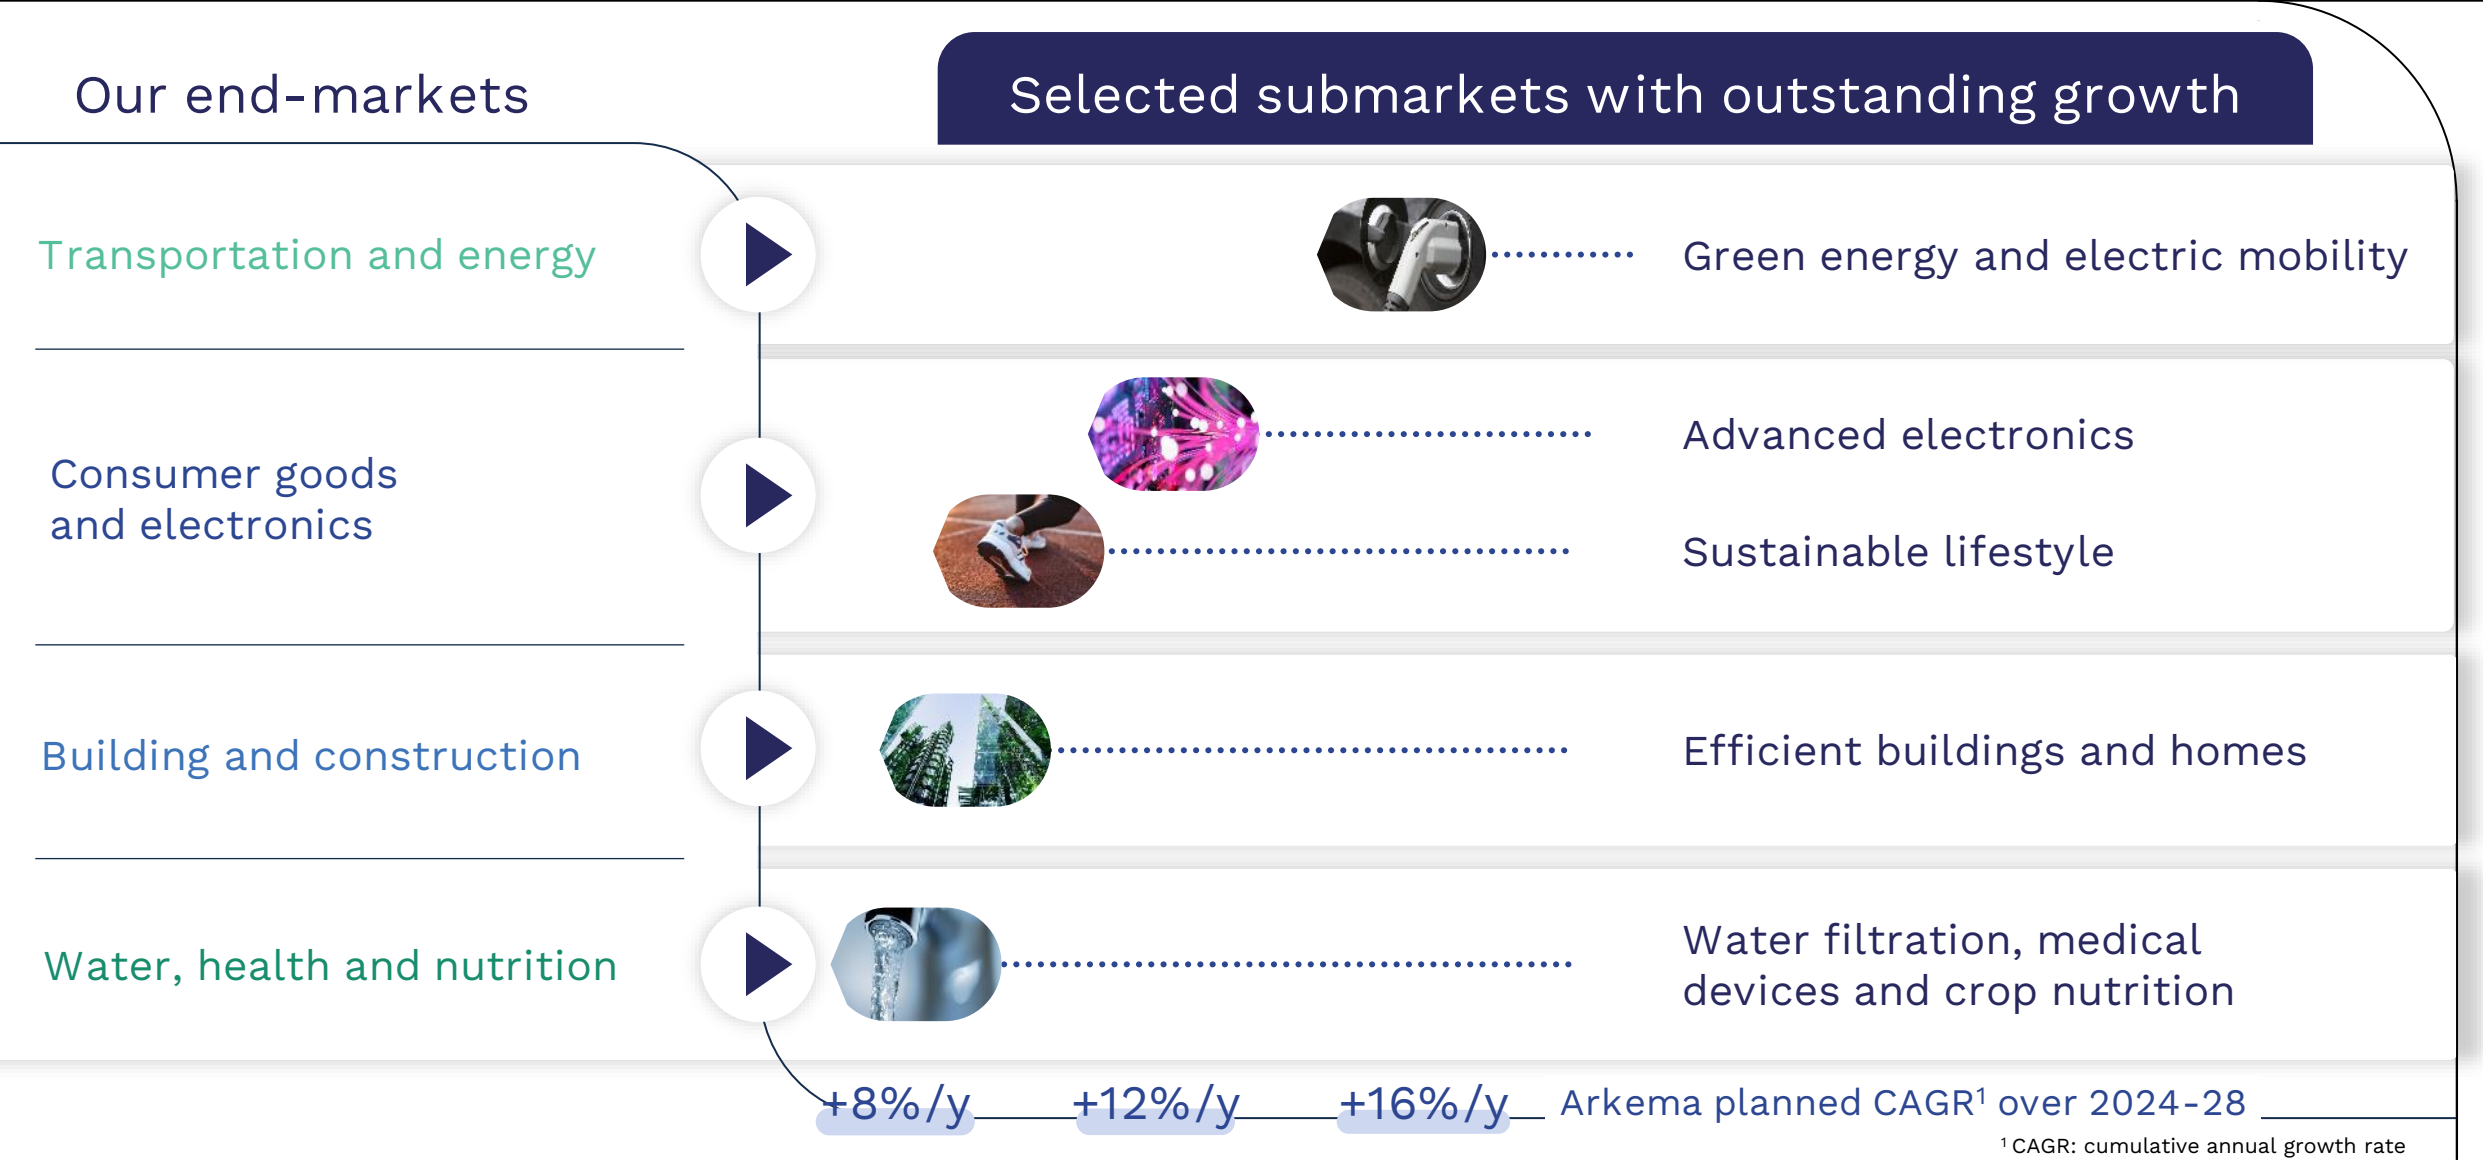 Our end-markets
Selected submarkets with outstanding growth
Transportation and energy
Green energy and electric mobility
Consumer goods
and electronics
Advanced electronics
Sustainable lifestyle
Building and construction
Efficient buildings and homes
Water, health and nutrition
Water filtration, medical
devices and crop nutrition
+8%/y +12%/y +16%/y Arkema planned CAGR¹ over 2024-28
¹ CAGR: cumulative annual growth rate